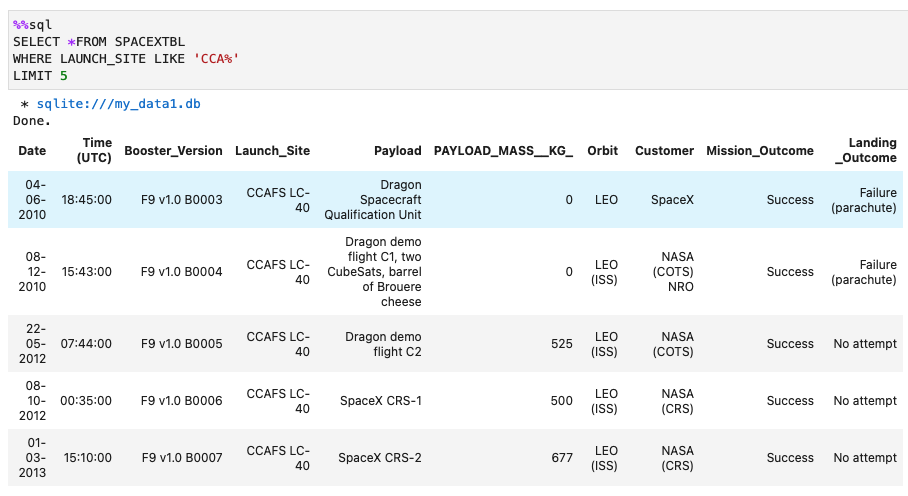 %%sql
SELECT *FROM SPACEXTBL
WHERE LAUNCH_SITE LIKE 'CCA%'
LIMIT 5
* sqlite:///my_data1.db
Done.
Date Time (UTC) Booster_Version Launch_Site Payload PAYLOAD_MASS__KG_ Orbit Customer Mission_Outcome Landing _Outcome
04-06-2010 18:45:00 F9 v1.0 B0003 CCAFS LC-40 Dragon Spacecraft Qualification Unit 0 LEO SpaceX Success Failure (parachute)
08-12-2010 15:43:00 F9 v1.0 B0004 CCAFS LC-40 Dragon demo flight C1, two CubeSats, barrel of Brouere cheese 0 LEO (ISS) NASA (COTS) NRO Success Failure (parachute)
22-05-2012 07:44:00 F9 v1.0 B0005 CCAFS LC-40 Dragon demo flight C2 525 LEO (ISS) NASA (COTS) Success No attempt
08-10-2012 00:35:00 F9 v1.0 B0006 CCAFS LC-40 SpaceX CRS-1 500 LEO (ISS) NASA (CRS) Success No attempt
01-03-2013 15:10:00 F9 v1.0 B0007 CCAFS LC-40 SpaceX CRS-2 677 LEO (ISS) NASA (CRS) Success No attempt